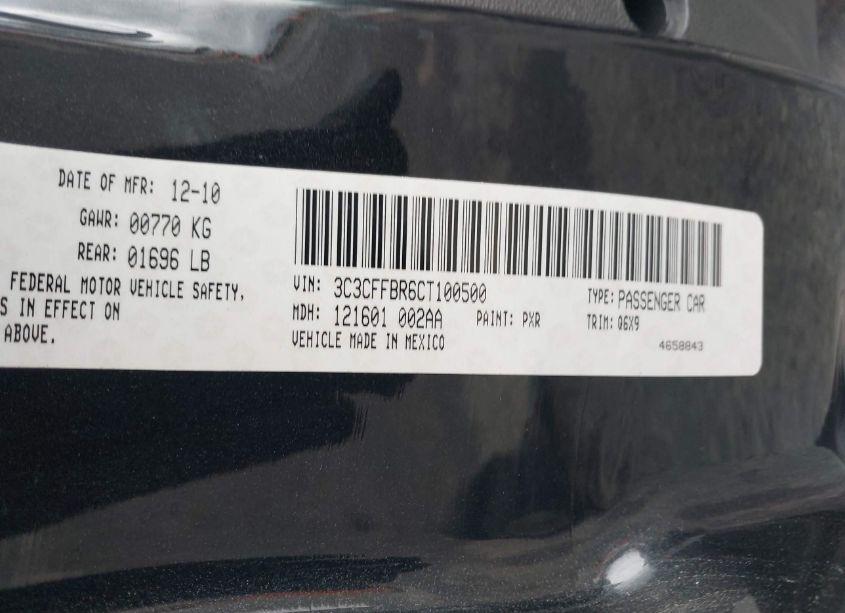 DATE OF MFR: 12-10
GAWR: 00770 KG
REAR: 01696 LB
FEDERAL MOTOR VEHICLE SAFETY,
S IN EFFECT ON
ABOVE.
VIN: 3C3CFFBR6CT100500
TYPE: PASSENGER CAR
MDH: 121601 002AA PAINT: PXR
TRIM: Q6X9
VEHICLE MADE IN MEXICO
4658843